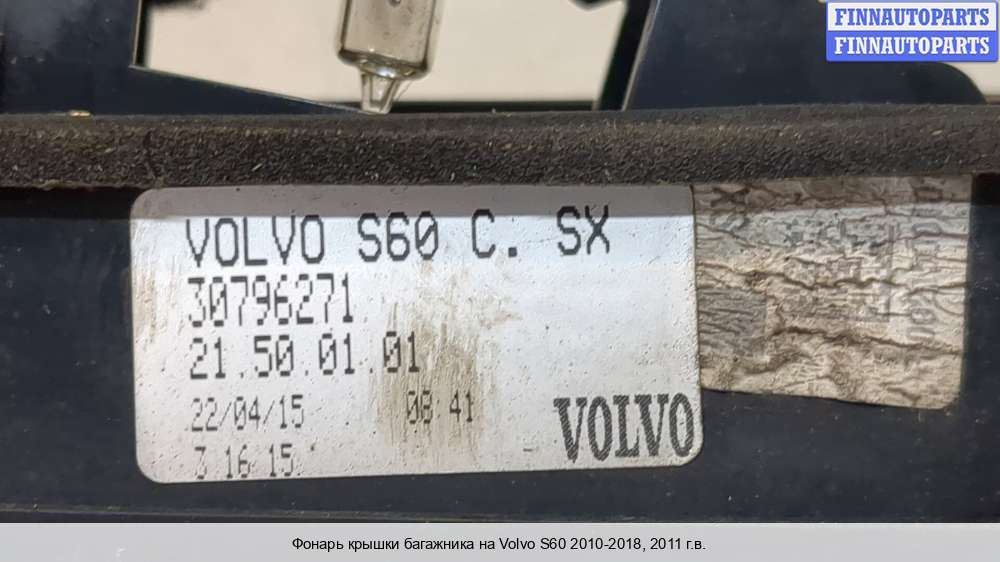 FINNAUTOPARTS
FINNAUTOPARTS
VOLVO S60 C. SX
30796271
21.50.01.01
22/04/15 08:41
3 16 15
VOLVO
Фонарь крышки багажника на Volvo S60 2010-2018, 2011 г.в.